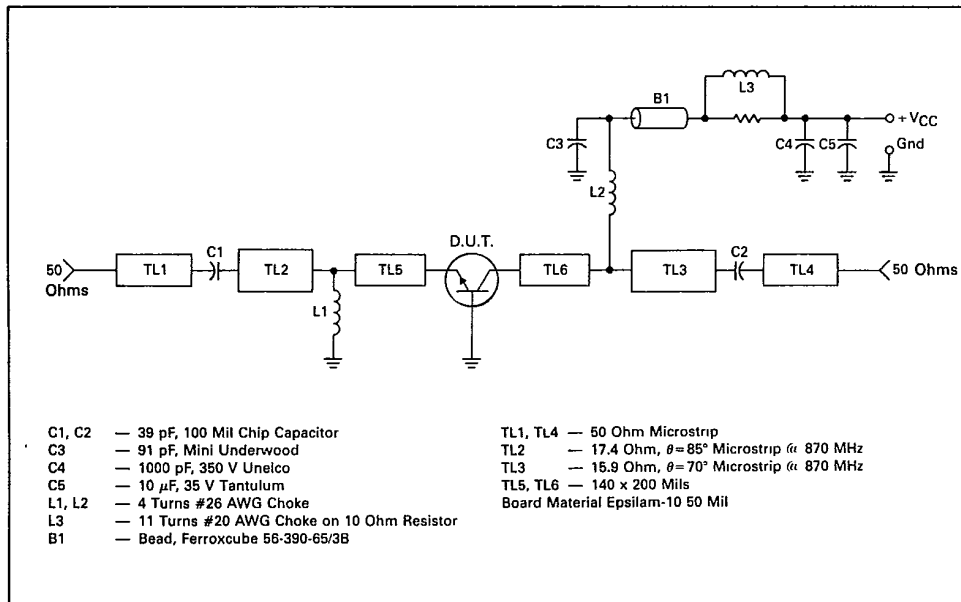 L3
B1
+ VCC
C3
C4
C5
Gnd
L2
D.U.T.
50
Ohms
TL1
C1
TL2
TL5
TL6
TL3
C2
TL4
50 Ohms
L1
C1, C2 — 39 pF, 100 Mil Chip Capacitor
C3 — 91 pF, Mini Underwood
C4 — 1000 pF, 350 V Unelco
C5 — 10 μF, 35 V Tantulum
L1, L2 — 4 Turns #26 AWG Choke
L3 — 11 Turns #20 AWG Choke on 10 Ohm Resistor
B1 — Bead, Ferroxcube 56-390-65/3B
TL1, TL4 — 50 Ohm Microstrip
TL2 — 17.4 Ohm, θ=85° Microstrip @ 870 MHz
TL3 — 15.9 Ohm, θ=70° Microstrip @ 870 MHz
TL5, TL6 — 140 x 200 Mils
Board Material Epsilam-10 50 Mil